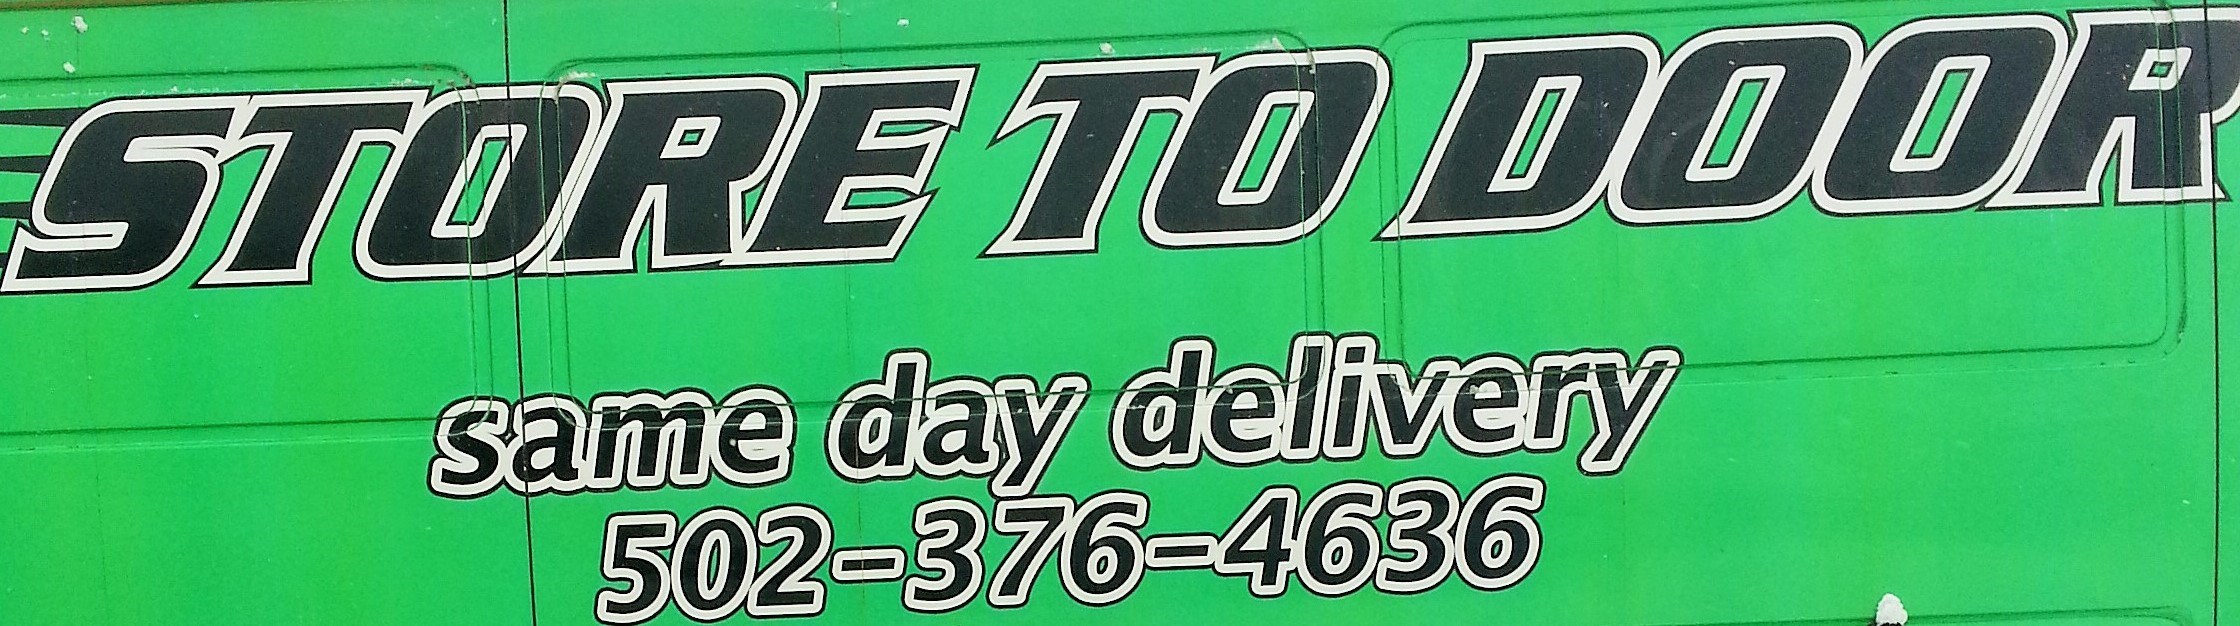 STORE TO DOOR
same day delivery
502-376-4636